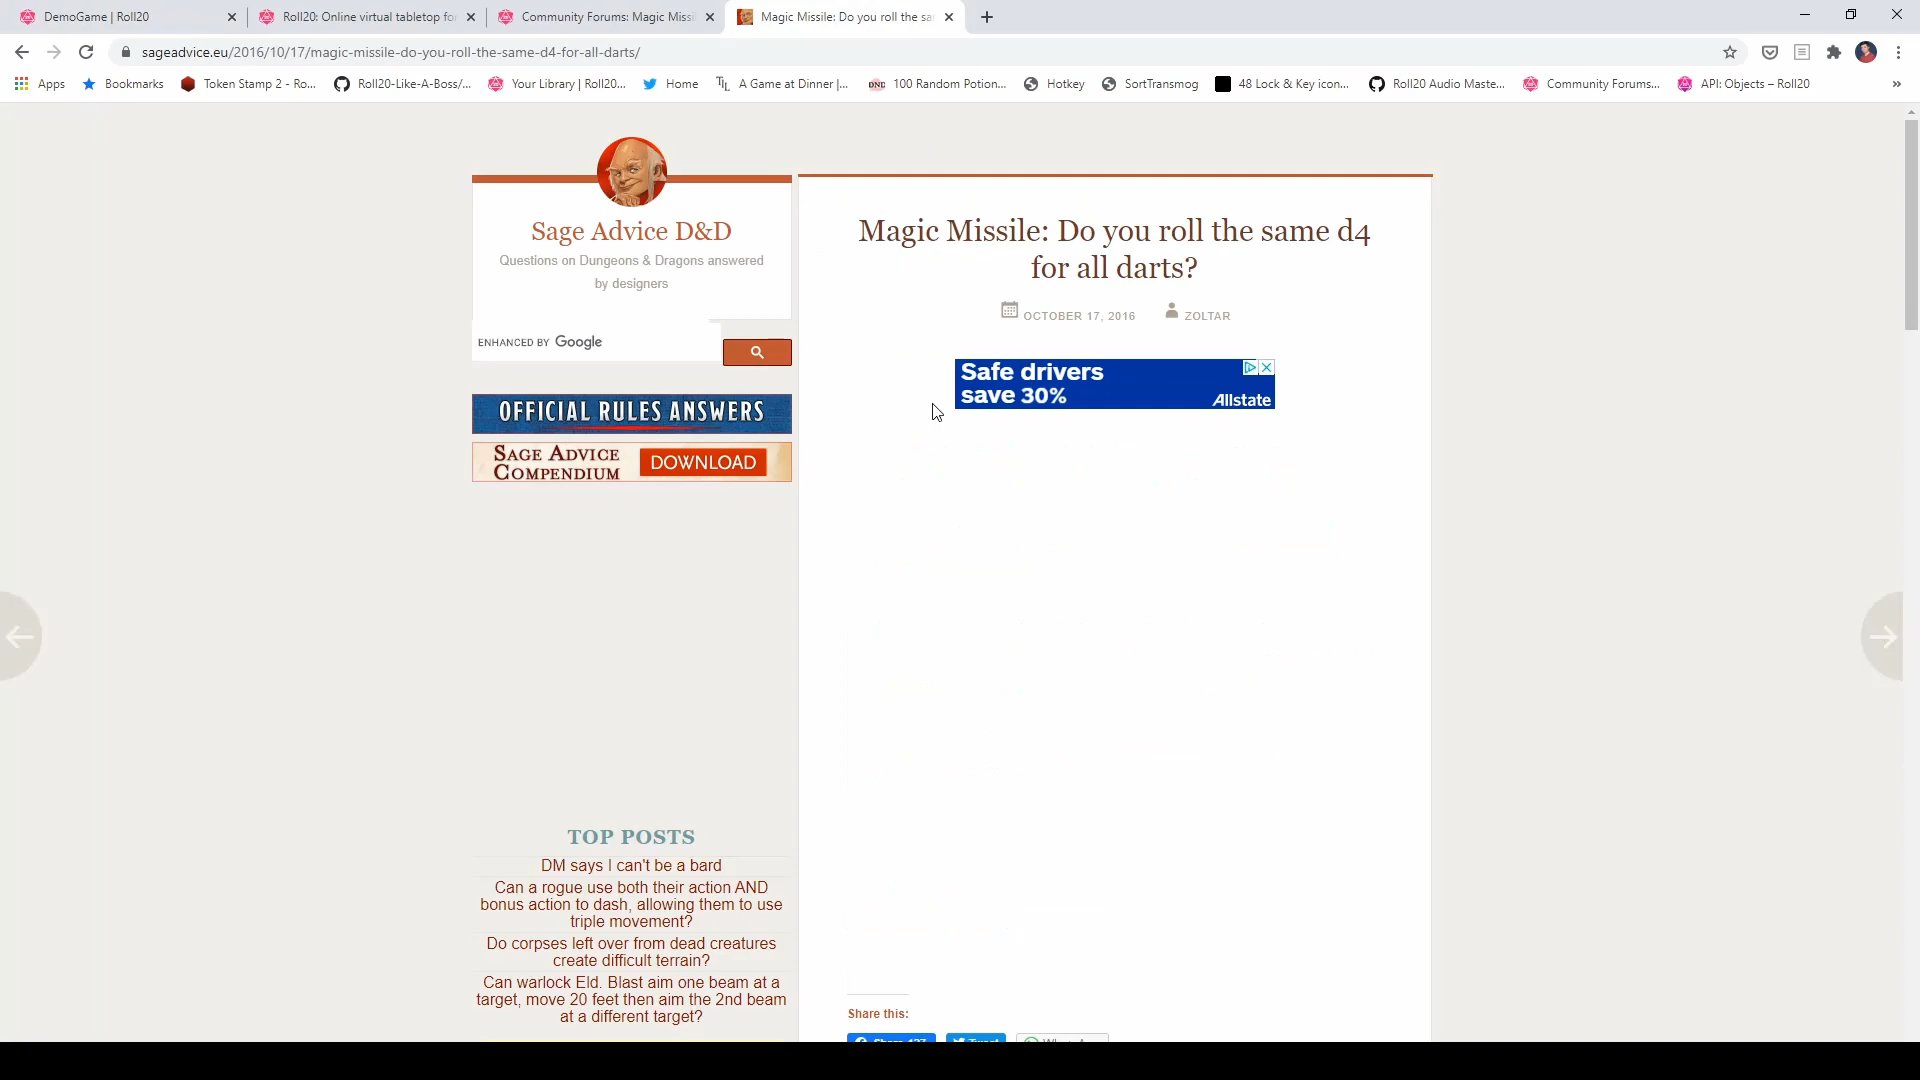 DemoGame | Roll20
Roll20: Online virtual tabletop fo
Community Forums: Magic Missi
Magic Missile: Do you roll the sa
sageadvice.eu/2016/10/17/magic-missile-do-you-roll-the-same-d4-for-all-darts/
Apps
Bookmarks
Token Stamp 2 - Ro...
Roll20-Like-A-Boss/...
Your Library | Roll20...
Home
A Game at Dinner |...
100 Random Potion...
Hotkey
SortTransmog
48 Lock & Key icon...
Roll20 Audio Maste...
Community Forums...
API: Objects – Roll20
»
Sage Advice D&D
Questions on Dungeons & Dragons answered
by designers
ENHANCED BY Google
OFFICIAL RULES ANSWERS
SAGE ADVICE
COMPENDIUM
DOWNLOAD
TOP POSTS
DM says I can't be a bard
Can a rogue use both their action AND
bonus action to dash, allowing them to use
triple movement?
Do corpses left over from dead creatures
create difficult terrain?
Can warlock Eld. Blast aim one beam at a
target, move 20 feet then aim the 2nd beam
at a different target?
Magic Missile: Do you roll the same d4
for all darts?
OCTOBER 17, 2016
ZOLTAR
Safe drivers
save 30%
Allstate
Share this: